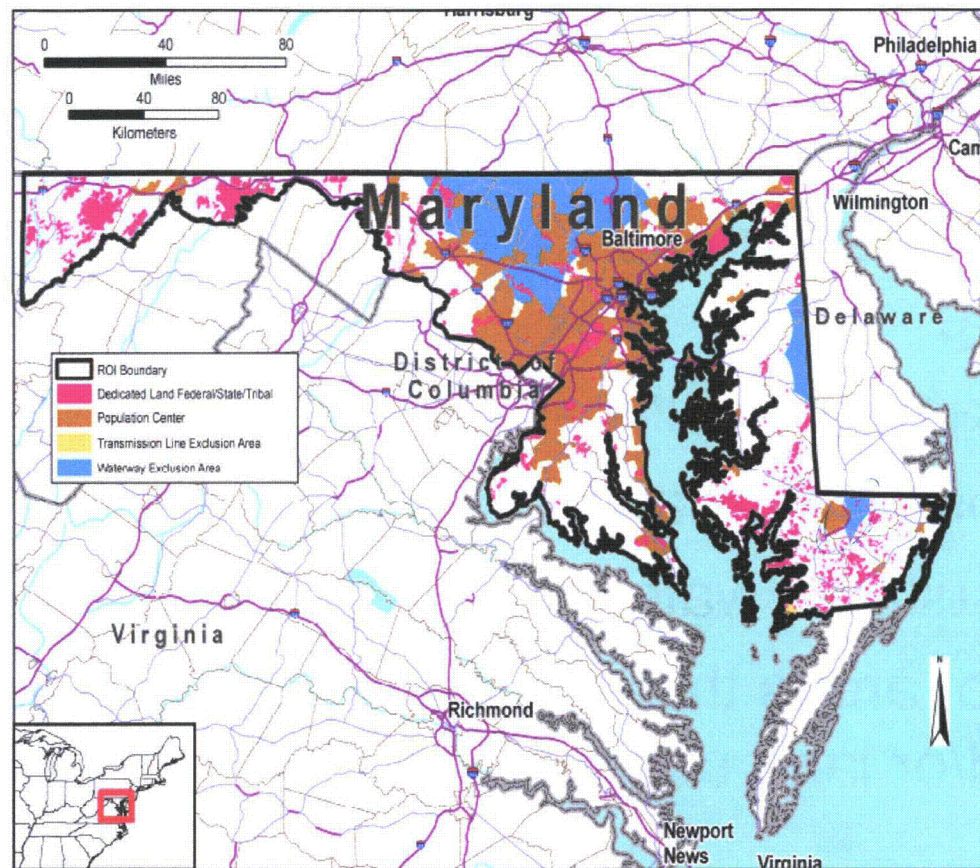 Harrisburg
0 40 80
Miles
0 40 80
Kilometers
Philadelphia
Cam
Wilmington
Maryland
Baltimore
Delaware
District of
Columbia
ROI Boundary
Dedicated Land Federal/State/Tribal
Population Center
Transmission Line Exclusion Area
Waterway Exclusion Area
Virginia
Richmond
N
Newport
News
Virginia